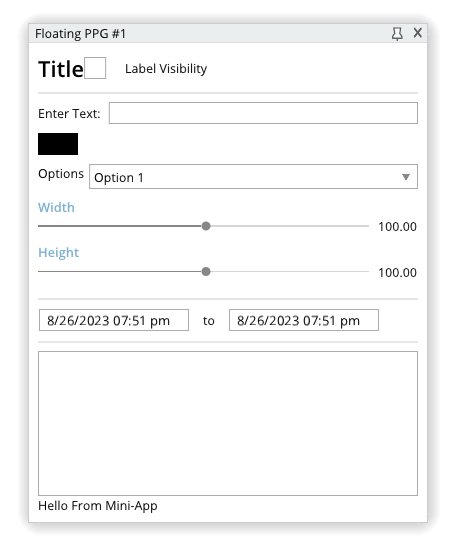 Floating PPG #1
Title Label Visibility
Enter Text:
Options Option 1
Width
100.00
Height
100.00
8/26/2023 07:51 pm to 8/26/2023 07:51 pm
Hello From Mini-App